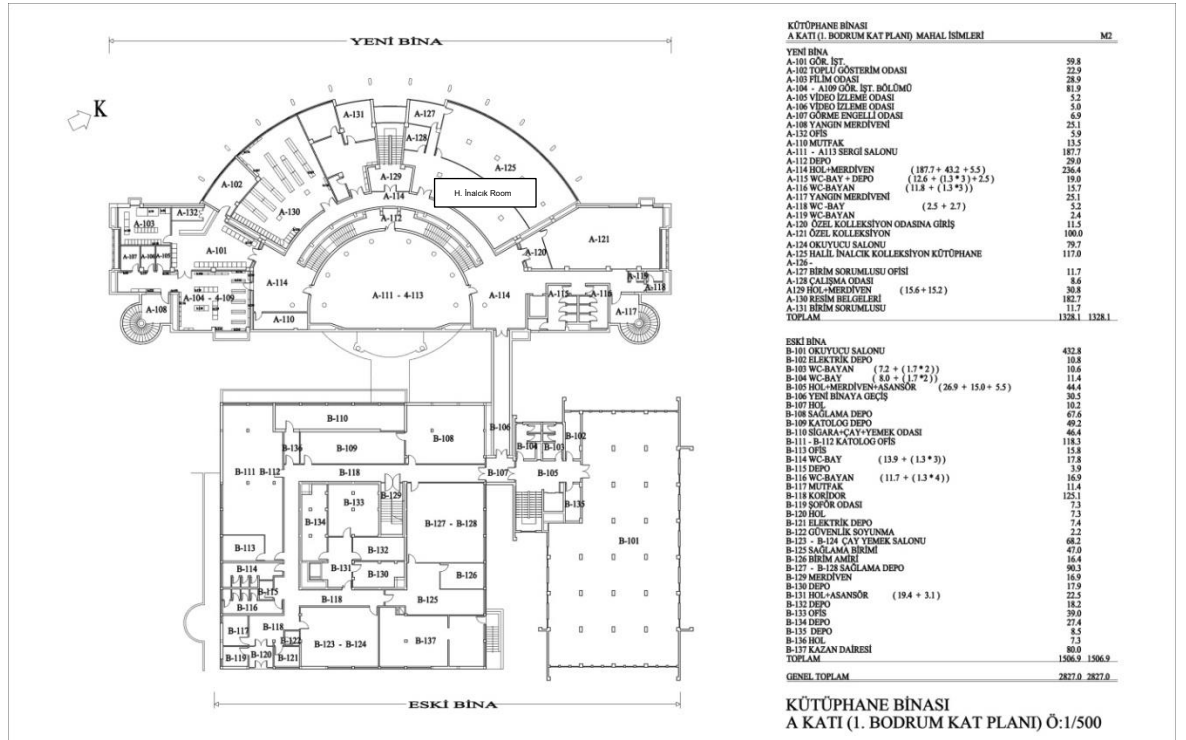 YENİ BİNA
K
A-131
A-127
A-128
A-125
A-102
A-129
H. İnalcık Room
A-114
A-132
A-130
A-112
A-103
A-101
A-121
A-120
A-107
A-106
A-105
A-114
A-111 - 4-113
A-114
A-119
A-118
A-104 - 4-109
A-115
A-116
A-108
A-110
A-117
B-110
B-106
B-108
B-102
B-136
B-109
B-104
B-103
B-111 B-112
B-118
B-107
B-105
B-129
B-133
B-135
B-134
B-127 - B-128
B-101
B-113
B-132
B-114
B-131
B-130
B-126
B-115
B-116
B-118
B-125
B-117
B-118
B-122
B-123 - B-124
B-137
B-119
B-120
B-121
ESKİ BİNA
KÜTÜPHANE BİNASI
A KATI (1. BODRUM KAT PLANI) MAHAL İSİMLERİ M2
YENİ BİNA
A-101 GÖR. İŞT. 59.8
A-102 TOPLU GÖSTERİM ODASI 22.9
A-103 FİLİM ODASI 28.9
A-104 - A109 GÖR. İŞT. BÖLÜMÜ 81.9
A-105 VİDEO İZLEME ODASI 5.2
A-106 VİDEO İZLEME ODASI 5.0
A-107 GÖRME ENGELLİ ODASI 6.9
A-108 YANGIN MERDİVENİ 25.1
A-132 OFİS 5.9
A-110 MUTFAK 13.5
A-111 - A113 SERGİ SALONU 187.7
A-112 DEPO 29.0
A-114 HOL+MERDİVEN (187.7 + 43.2 + 5.5) 236.4
A-115 WC-BAY + DEPO (12.6 + (1.3 * 3) + 2.5) 19.0
A-116 WC-BAYAN (11.8 + (1.3 *3)) 15.7
A-117 YANGIN MERDİVENİ 25.1
A-118 WC -BAY (2.5 + 2.7) 5.2
A-119 WC-BAYAN 2.4
A-120 ÖZEL KOLLEKSİYON ODASINA GİRİŞ 11.5
A-121 ÖZEL KOLLEKSİYON 100.0
A-124 OKUYUCU SALONU 79.7
A-125 HALİL İNALCIK KOLLEKSİYON KÜTÜPHANE 117.0
A-126 -
A-127 BİRİM SORUMLUSU OFİSİ 11.7
A-128 ÇALIŞMA ODASI 8.6
A129 HOL+MERDİVEN (15.6 + 15.2) 30.8
A-130 RESİM BELGELERİ 182.7
A-131 BİRİM SORUMLUSU 11.7
TOPLAM 1328.1 1328.1
ESKİ BİNA
B-101 OKUYUCU SALONU 432.8
B-102 ELEKTRİK DEPO 10.8
B-103 WC-BAYAN (7.2 + (1.7 * 2)) 10.6
B-104 WC-BAY (8.0 + (1.7 *2)) 11.4
B-105 HOL+MERDİVEN+ASANSÖR (26.9 + 15.0 + 5.5) 44.4
B-106 YENİ BİNAYA GEÇİŞ 30.5
B-107 HOL 10.2
B-108 SAĞLAMA DEPO 67.6
B-109 KATOLOG DEPO 49.2
B-110 SİGARA+ÇAY+YEMEK ODASI 46.4
B-111 - B-112 KATOLOG OFİS 118.3
B-113 OFİS 15.8
B-114 WC-BAY (13.9 + (1.3 * 3)) 17.8
B-115 DEPO 3.9
B-116 WC-BAYAN (11.7 + (1.3 * 4)) 16.9
B-117 MUTFAK 11.4
B-118 KORİDOR 125.1
B-119 ŞOFÖR ODASI 7.3
B-120 HOL 7.3
B-121 ELEKTRİK DEPO 7.4
B-122 GÜVENLİK SOYUNMA 2.2
B-123 - B-124 ÇAY YEMEK SALONU 68.2
B-125 SAĞLAMA BİRİMİ 47.0
B-126 BİRİM AMİRİ 16.4
B-127 - B-128 SAĞLAMA DEPO 90.3
B-129 MERDİVEN 16.9
B-130 DEPO 17.9
B-131 HOL+ASANSÖR (19.4 + 3.1) 22.5
B-132 DEPO 18.2
B-133 OFİS 39.0
B-134 DEPO 27.4
B-135 DEPO 8.5
B-136 HOL 7.3
B-137 KAZAN DAİRESİ 80.0
TOPLAM 1506.9 1506.9
GENEL TOPLAM 2827.0 2827.0
KÜTÜPHANE BİNASI
A KATI (1. BODRUM KAT PLANI) Ö:1/500